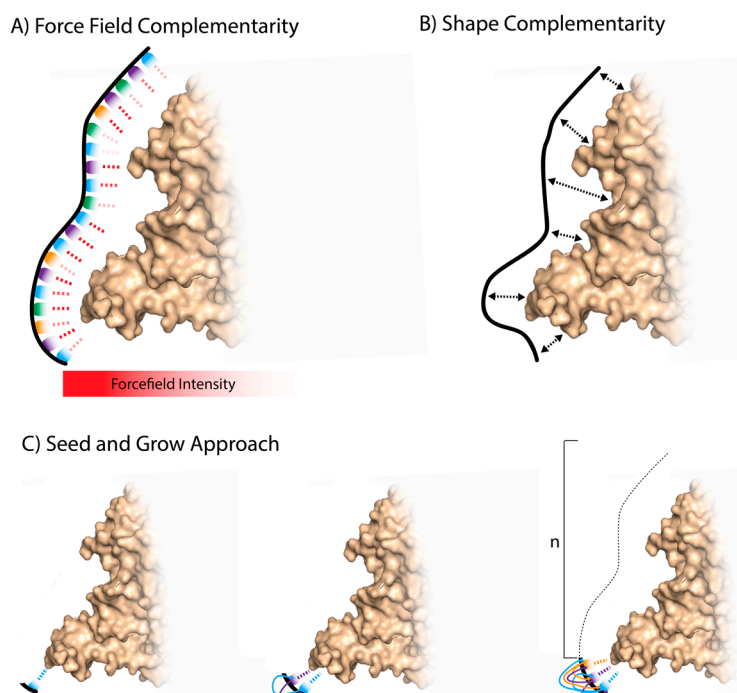 A) Force Field Complementarity
B) Shape Complementarity
Forcefield Intensity
C) Seed and Grow Approach
n